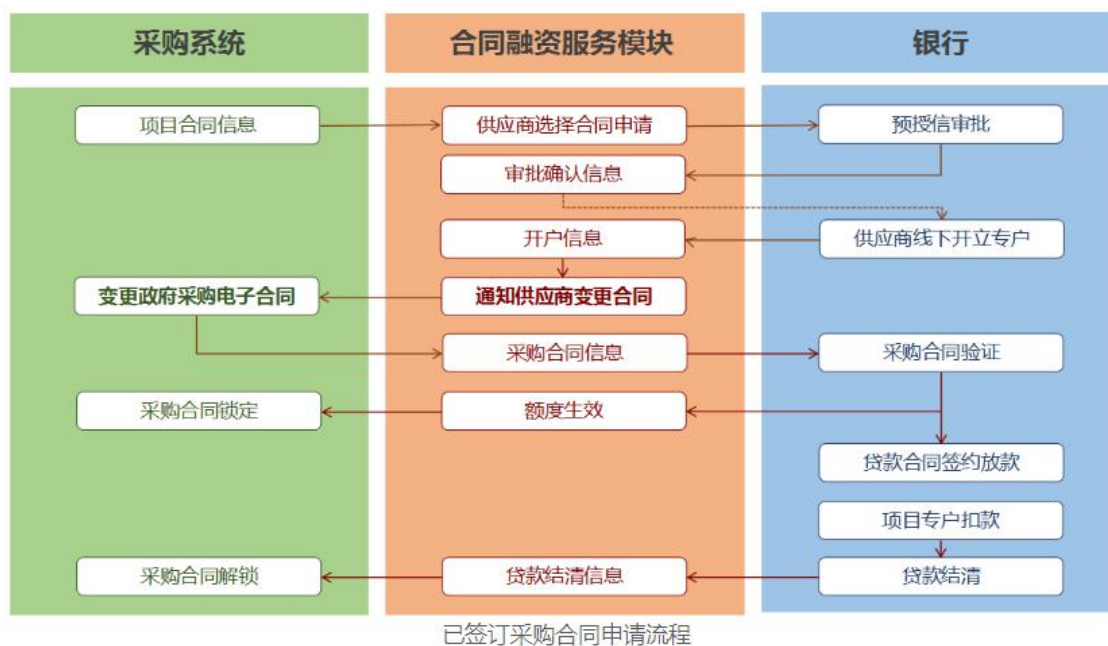 采购系统
合同融资服务模块
银行
项目合同信息
供应商选择合同申请
预授信审批
审批确认信息
开户信息
供应商线下开立专户
变更政府采购电子合同
通知供应商变更合同
采购合同信息
采购合同验证
采购合同锁定
额度生效
贷款合同签约放款
项目专户扣款
采购合同解锁
贷款结清信息
贷款结清
已签订采购合同申请流程